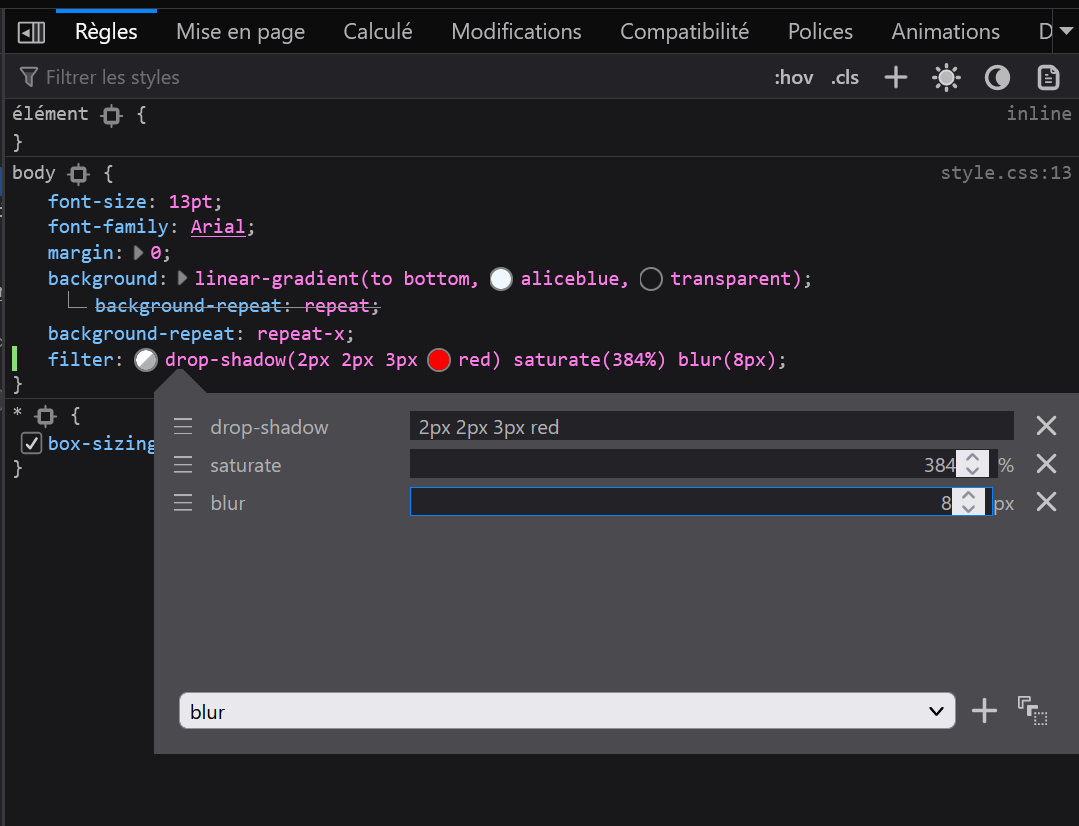 Règles Mise en page Calculé Modifications Compatibilité Polices Animations D
Filtrer les styles :hov .cls
élément { inline
}
body { style.css:13
font-size: 13pt;
font-family: Arial;
margin: 0;
background: linear-gradient(to bottom, aliceblue, transparent);
background-repeat: repeat;
background-repeat: repeat-x;
filter: drop-shadow(2px 2px 3px red) saturate(384%) blur(8px);
}
* {
box-sizing
}
drop-shadow 2px 2px 3px red
saturate 384 %
blur 8 px
blur